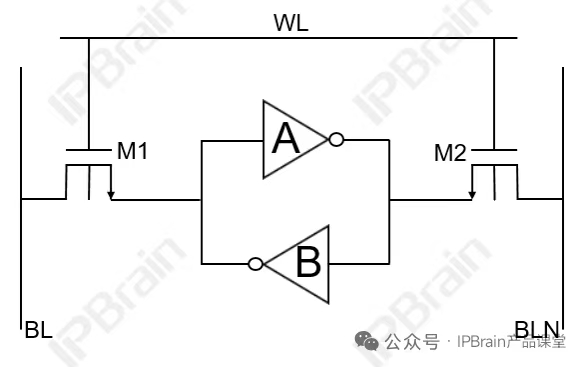 WL
IPBrain
IPBrain
M1
A
M2
B
IPBrain
IPBrain
BL
BLN
公众号 · IPBrain产品课堂